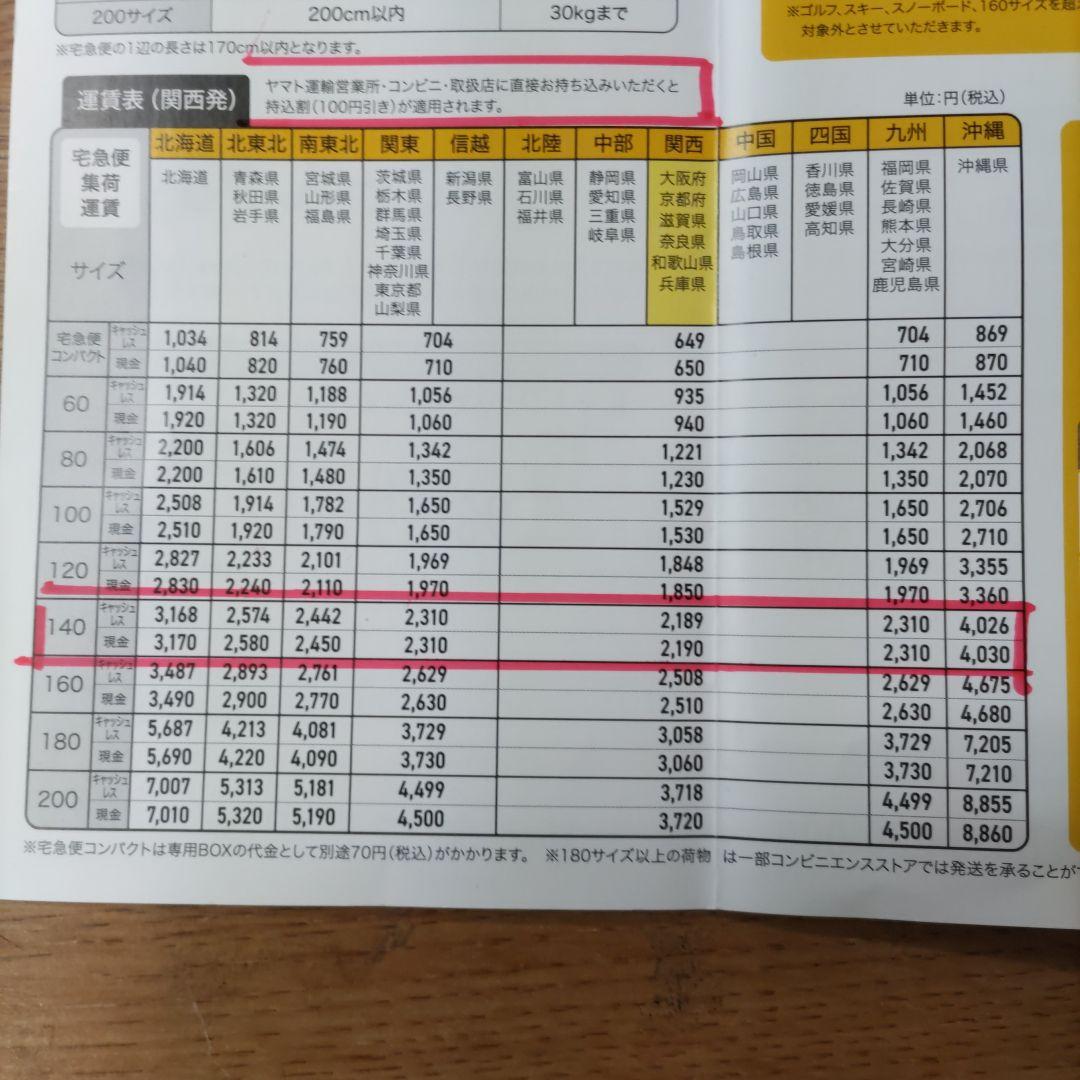 200サイズ 200cm以内 30kgまで
※ゴルフ、スキー、スノーボード、160サイズを超
対象外とさせていただきます。
※宅急便の1辺の長さは170cm以内となります。
運賃表(関西発)
ヤマト運輸営業所・コンビニ・取扱店に直接お持ち込みいただくと
持込割(100円引き)が適用されます。
単位:円(税込)
宅急便
集荷
運賃
サイズ
北海道 北東北 南東北 関東 信越 北陸 中部 関西 中国 四国 九州 沖縄
北海道 青森県 宮城県 茨城県 新潟県 富山県 静岡県 大阪府 岡山県 香川県 福岡県 沖縄県
秋田県 山形県 栃木県 長野県 石川県 愛知県 京都府 広島県 徳島県 佐賀県
岩手県 福島県 群馬県 福井県 三重県 滋賀県 山口県 愛媛県 長崎県
埼玉県 岐阜県 奈良県 鳥取県 高知県 熊本県
千葉県 和歌山県 島根県 大分県
神奈川県 兵庫県 宮崎県
東京都 鹿児島県
山梨県
宅急便コンパクト キャッシュレス 1,034 814 759 704 649 704 869
現金 1,040 820 760 710 650 710 870
60 キャッシュレス 1,914 1,320 1,188 1,056 935 1,056 1,452
現金 1,920 1,320 1,190 1,060 940 1,060 1,460
80 キャッシュレス 2,200 1,606 1,474 1,342 1,221 1,342 2,068
現金 2,200 1,610 1,480 1,350 1,230 1,350 2,070
100 キャッシュレス 2,508 1,914 1,782 1,650 1,529 1,650 2,706
現金 2,510 1,920 1,790 1,650 1,530 1,650 2,710
120 キャッシュレス 2,827 2,233 2,101 1,969 1,848 1,969 3,355
現金 2,830 2,240 2,110 1,970 1,850 1,970 3,360
140 キャッシュレス 3,168 2,574 2,442 2,310 2,189 2,310 4,026
現金 3,170 2,580 2,450 2,310 2,190 2,310 4,030
160 キャッシュレス 3,487 2,893 2,761 2,629 2,508 2,629 4,675
現金 3,490 2,900 2,770 2,630 2,510 2,630 4,680
180 キャッシュレス 5,687 4,213 4,081 3,729 3,058 3,729 7,205
現金 5,690 4,220 4,090 3,730 3,060 3,730 7,210
200 キャッシュレス 7,007 5,313 5,181 4,499 3,718 4,499 8,855
現金 7,010 5,320 5,190 4,500 3,720 4,500 8,860
※宅急便コンパクトは専用BOXの代金として別途70円(税込)がかかります。 ※180サイズ以上の荷物は一部コンビニエンスストアでは発送を承ることが